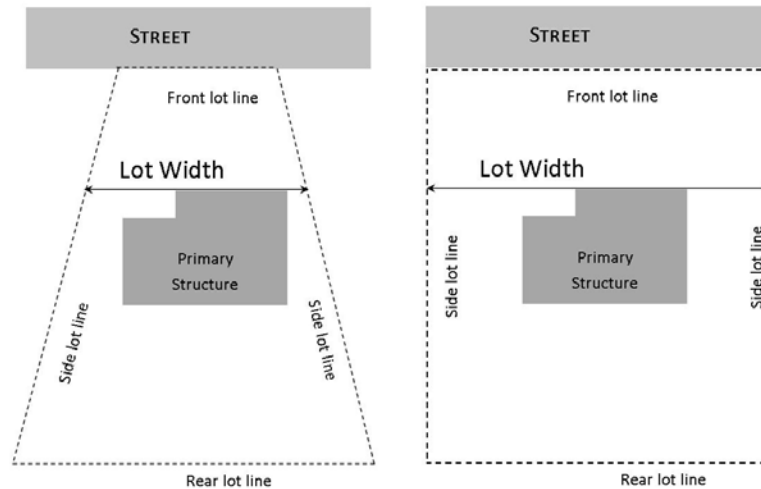 STREET
Front lot line
Lot Width
Primary
Structure
Side lot line
Side lot line
Rear lot line
STREET
Front lot line
Lot Width
Primary
Structure
Side lot line
Side lot line
Rear lot line